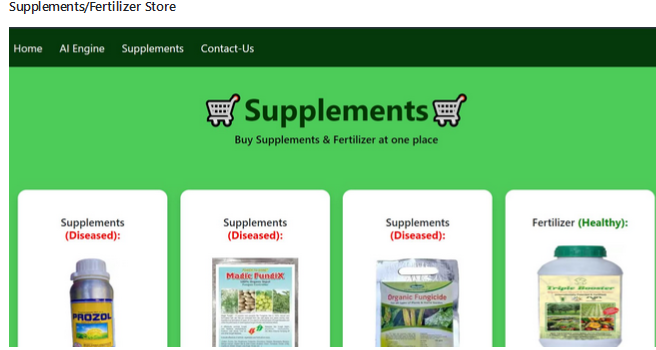 Supplements/Fertilizer Store
Home AI Engine Supplements Contact-Us
Supplements
Buy Supplements & Fertilizer at one place
Supplements
(Diseased):
Supplements
(Diseased):
Supplements
(Diseased):
Fertilizer (Healthy):
PROZOL
Magic FungiX
Organic Fungicide
Triple Booster